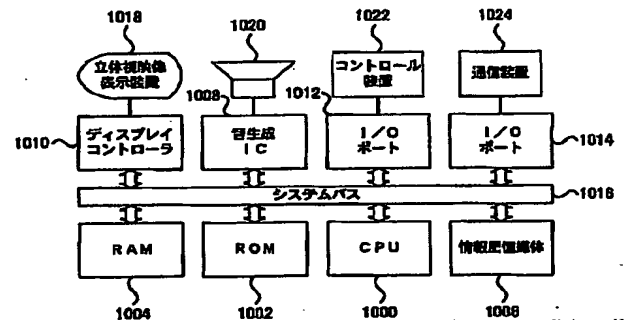 1018
1020
1022
1024
立体視映像
表示装置
コントロール
装置
通信装置
1008
1012
1010
ディスプレイ
コントローラ
音生成
IC
I/O
ポート
I/O
ポート
1014
システムバス
1016
RAM
ROM
CPU
情報記憶媒体
1004
1002
1000
1008